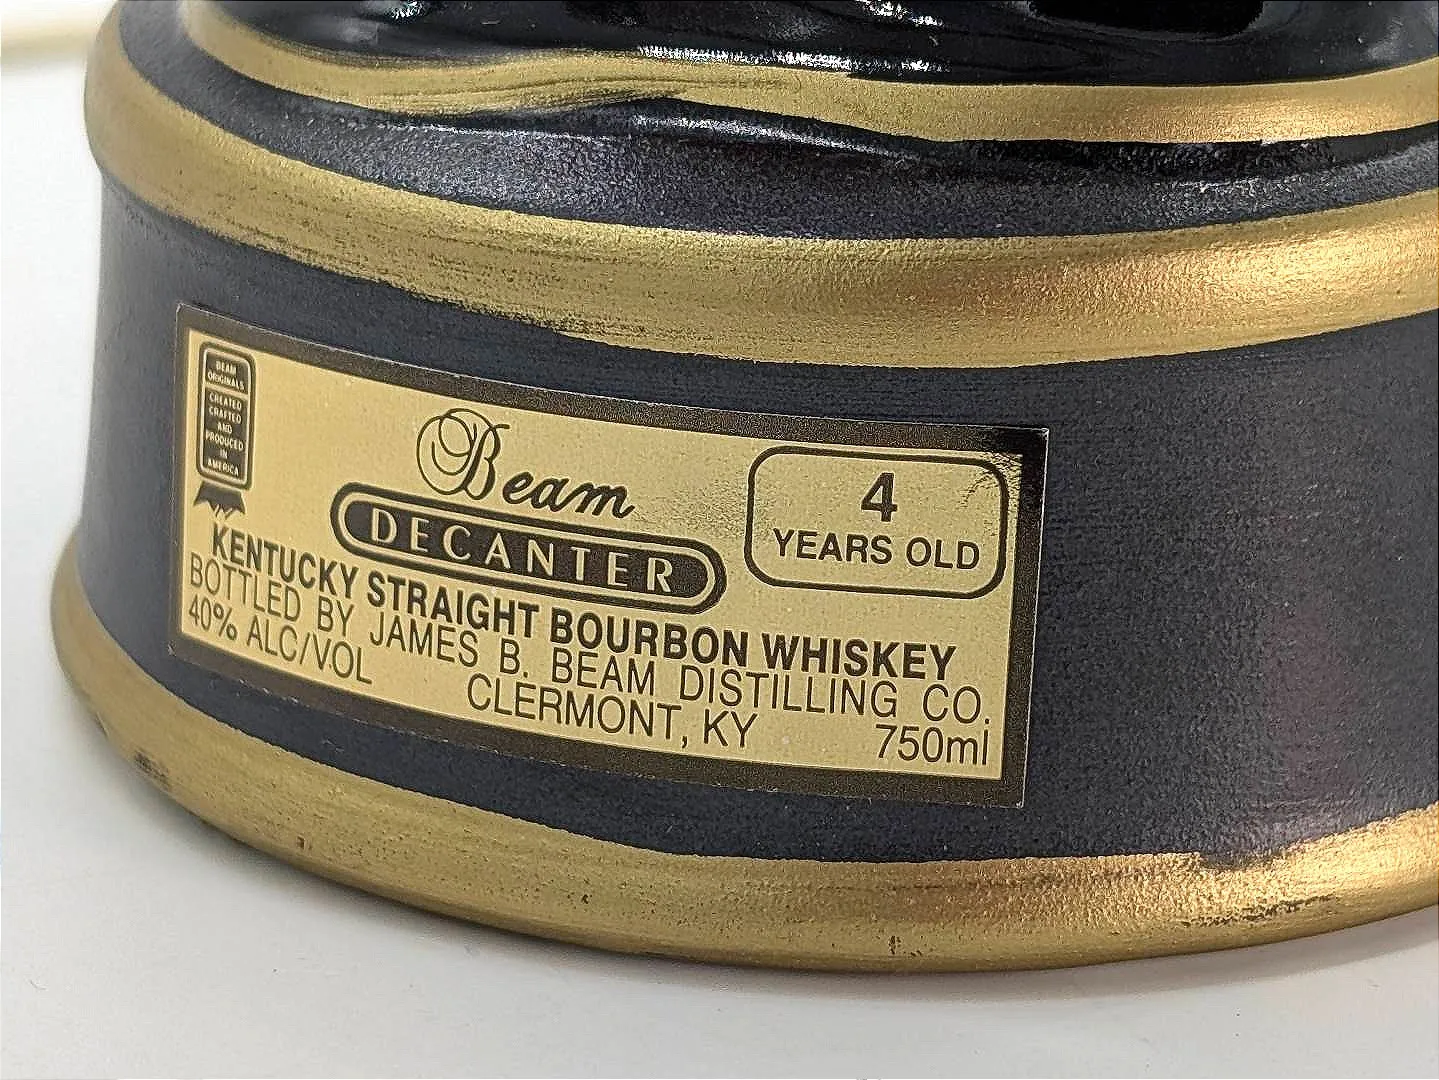 BEAM
ORIGINALS
CREATED
CRAFTED
AND
PRODUCED
IN
AMERICA
Beam
DECANTER
4
YEARS OLD
KENTUCKY STRAIGHT BOURBON WHISKEY
BOTTLED BY JAMES B. BEAM DISTILLING CO.
40% ALC/VOL
CLERMONT, KY
750ml